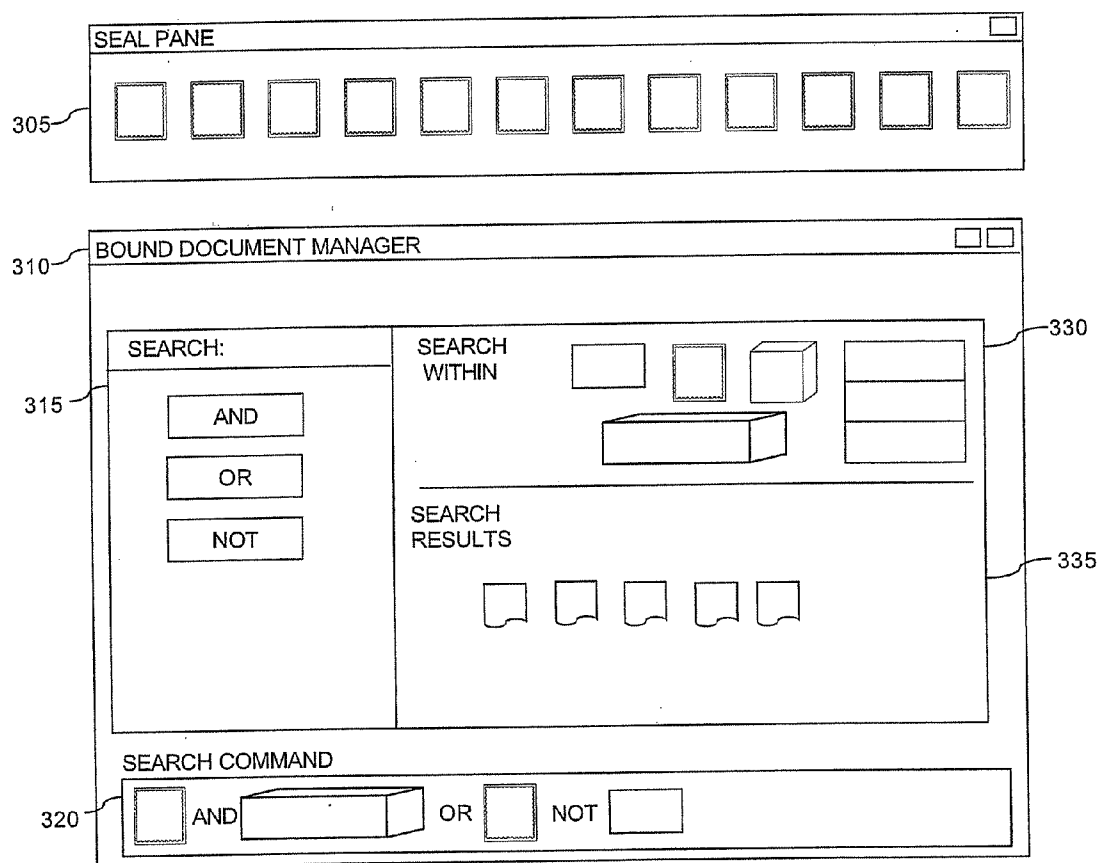 SEAL PANE
305
BOUND DOCUMENT MANAGER
310
SEARCH:
315
AND
OR
NOT
SEARCH
WITHIN
330
SEARCH
RESULTS
335
SEARCH COMMAND
320
AND OR NOT